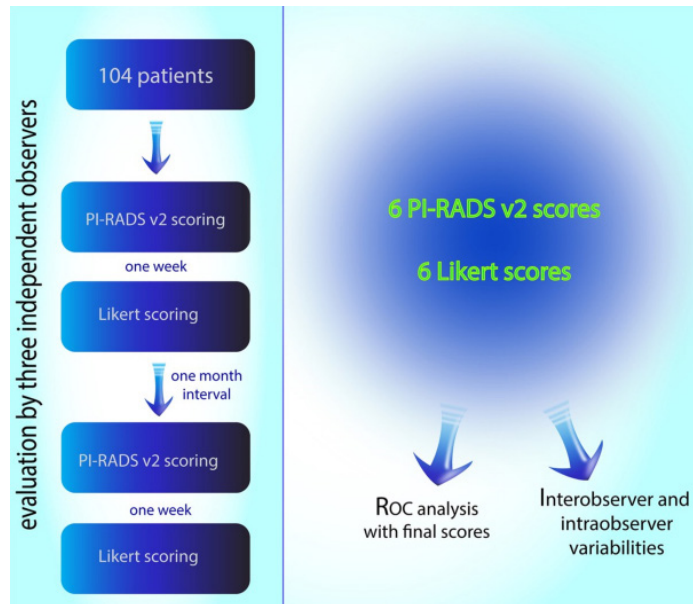 evaluation by three independent observers
104 patients
PI-RADS v2 scoring
one week
Likert scoring
one month
interval
PI-RADS v2 scoring
one week
Likert scoring
6 PI-RADS v2 scores
6 Likert scores
ROC analysis
with final scores
Interobserver and
intraobserver
variabilities